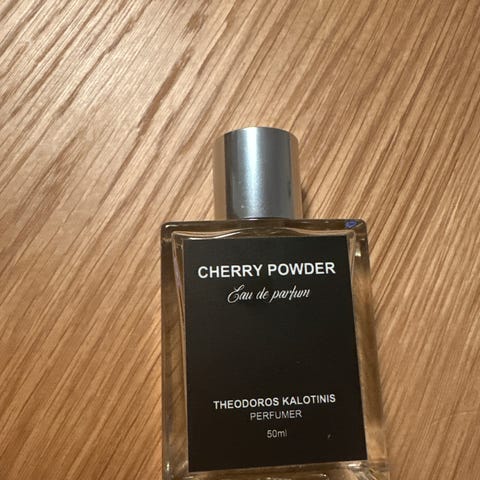 CHERRY POWDER
Eau de parfum
THEODOROS KALOTINIS
PERFUMER
50ml